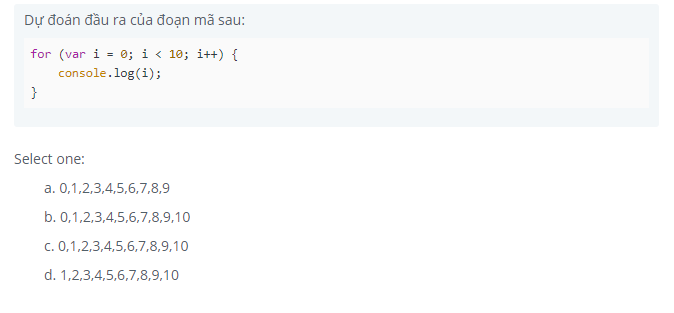 Dự đoán đầu ra của đoạn mã sau:
for (var i = 0; i < 10; i++) {
    console.log(i);
}
Select one:
a. 0,1,2,3,4,5,6,7,8,9
b. 0,1,2,3,4,5,6,7,8,9,10
c. 0,1,2,3,4,5,6,7,8,9,10
d. 1,2,3,4,5,6,7,8,9,10